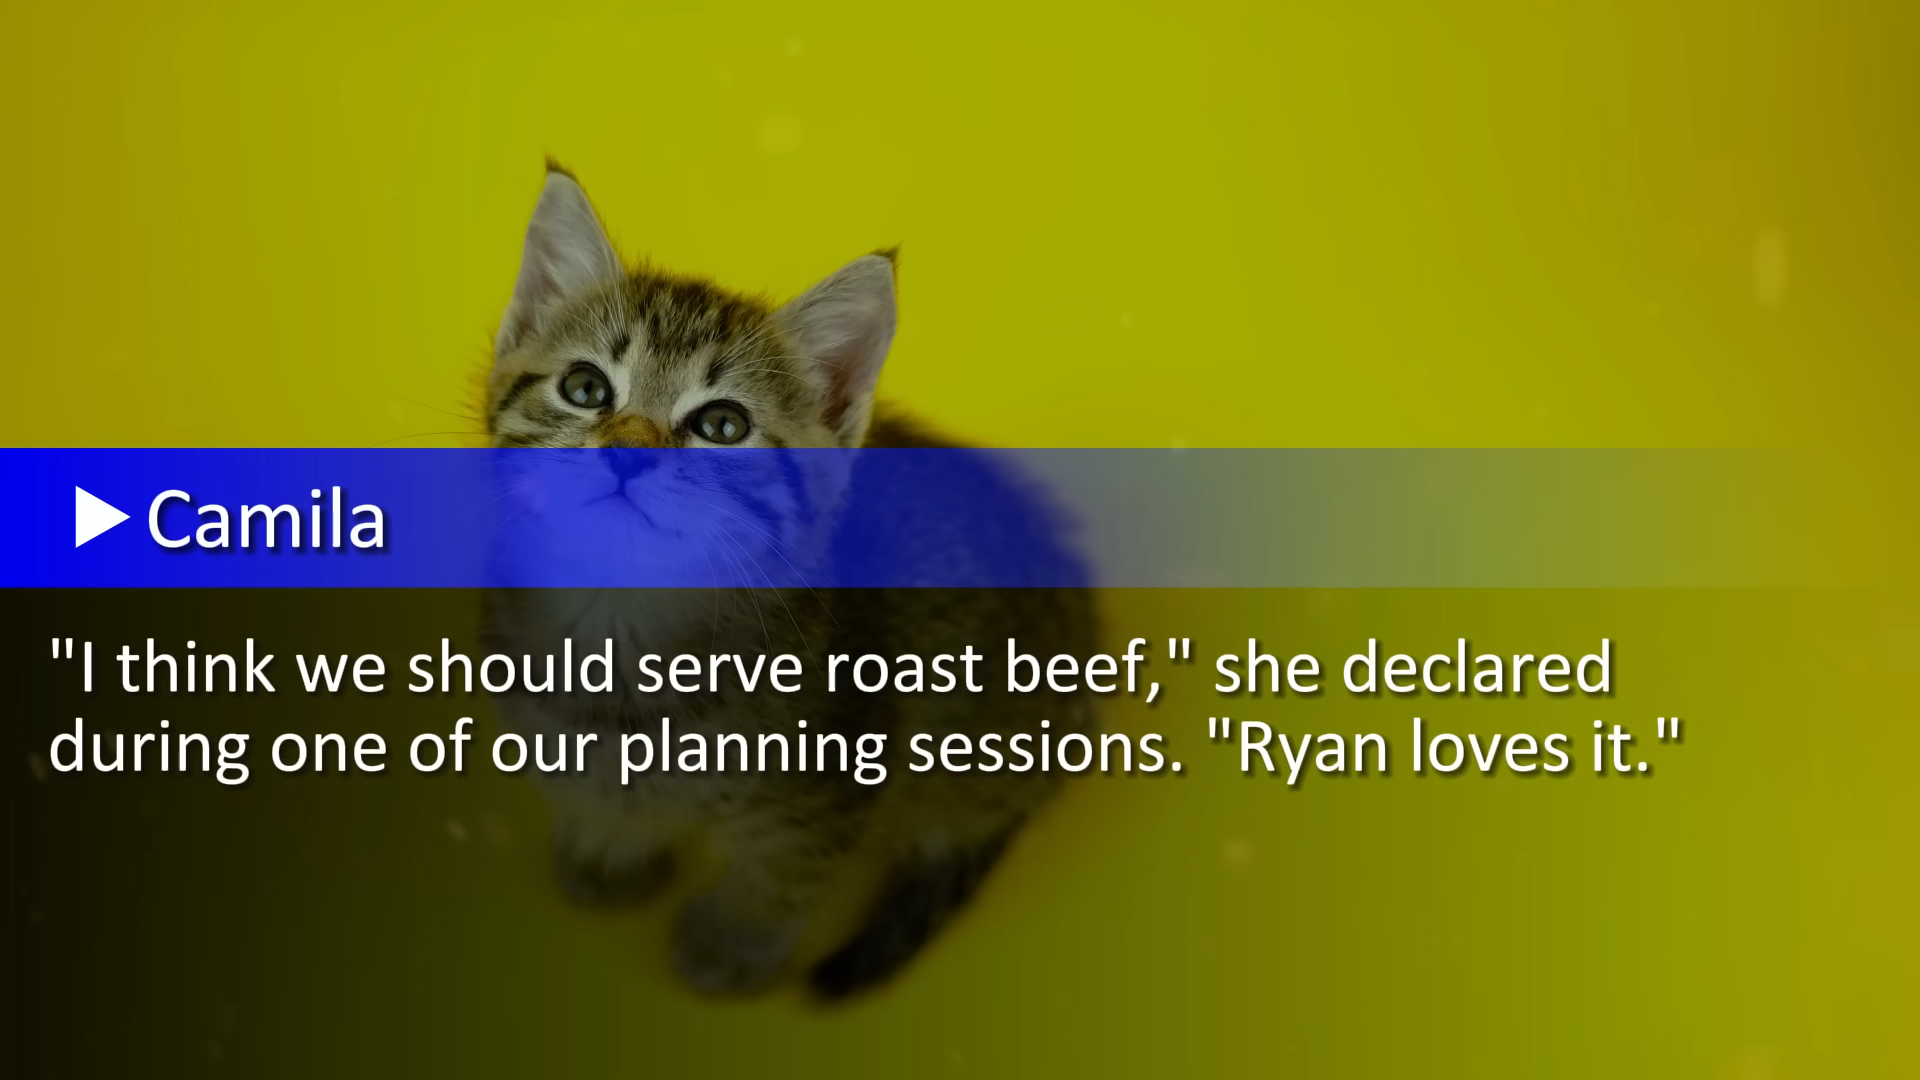 Camila
"I think we should serve roast beef," she declared
during one of our planning sessions. "Ryan loves it."